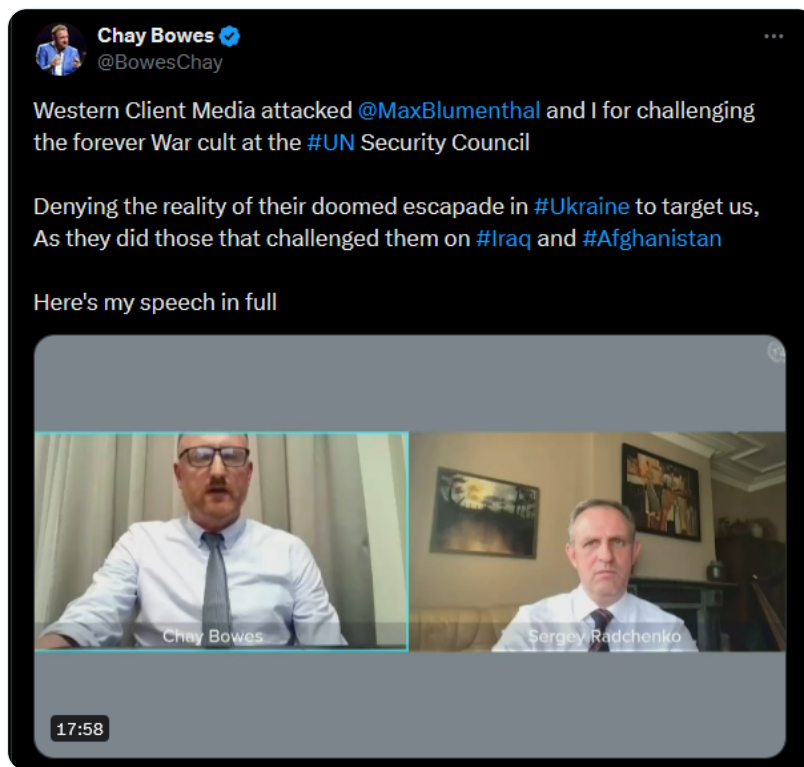 Chay Bowes
@BowesChay
Western Client Media attacked @MaxBlumenthal and I for challenging
the forever War cult at the #UN Security Council
Denying the reality of their doomed escapade in #Ukraine to target us,
As they did those that challenged them on #Iraq and #Afghanistan
Here's my speech in full
Chay Bowes
Sergey Radchenko
17:58